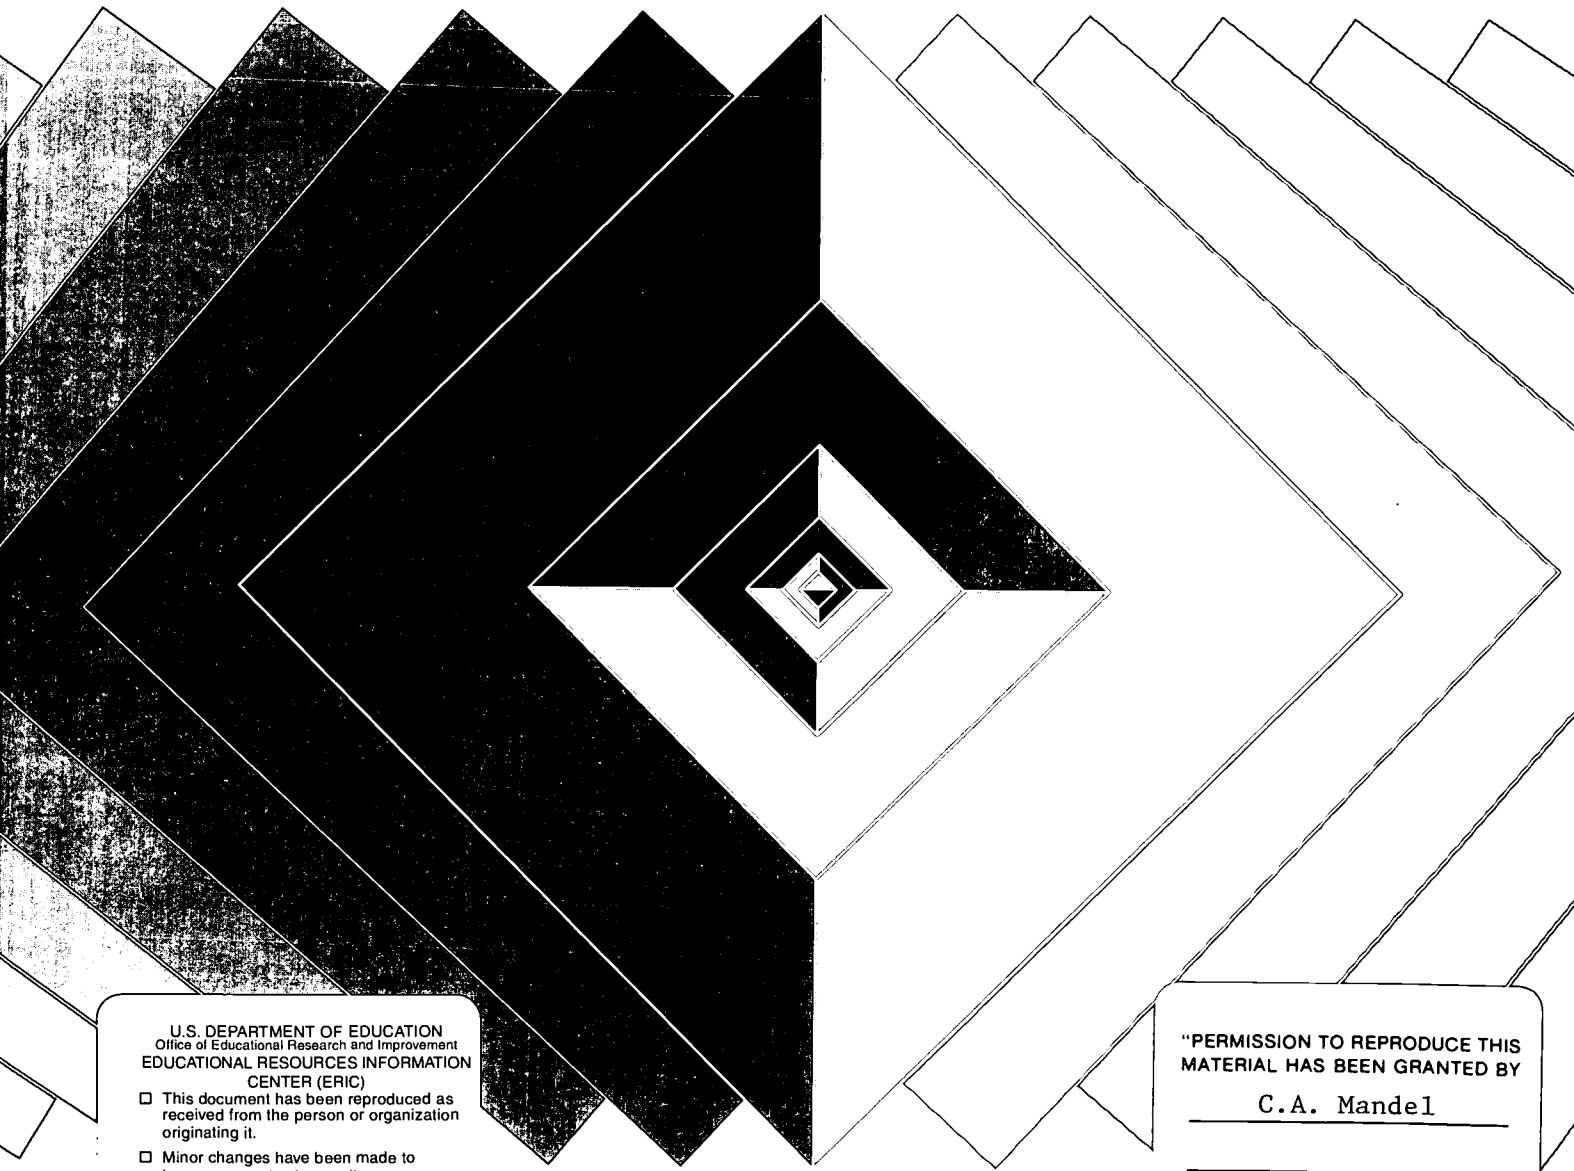 U.S. DEPARTMENT OF EDUCATION
Office of Educational Research and Improvement
EDUCATIONAL RESOURCES INFORMATION
CENTER (ERIC)
□ This document has been reproduced as
received from the person or organization
originating it.
□ Minor changes have been made to
"PERMISSION TO REPRODUCE THIS
MATERIAL HAS BEEN GRANTED BY
C.A. Mandel